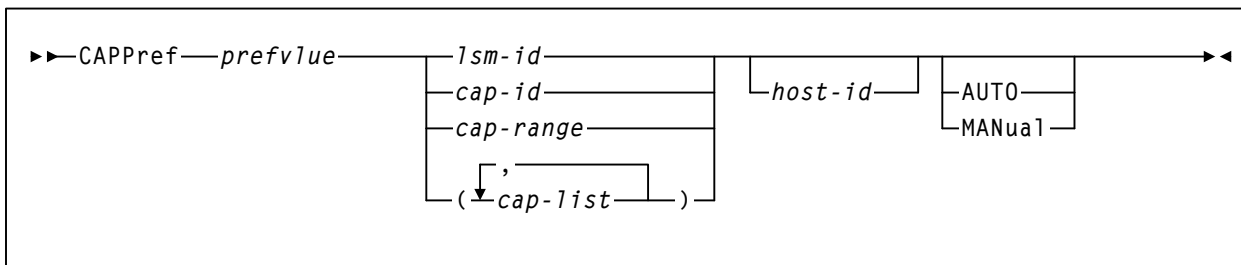 CAPPref prefvlue lsm-id
cap-id host-id AUTO
cap-range MANual
,
( cap-list )